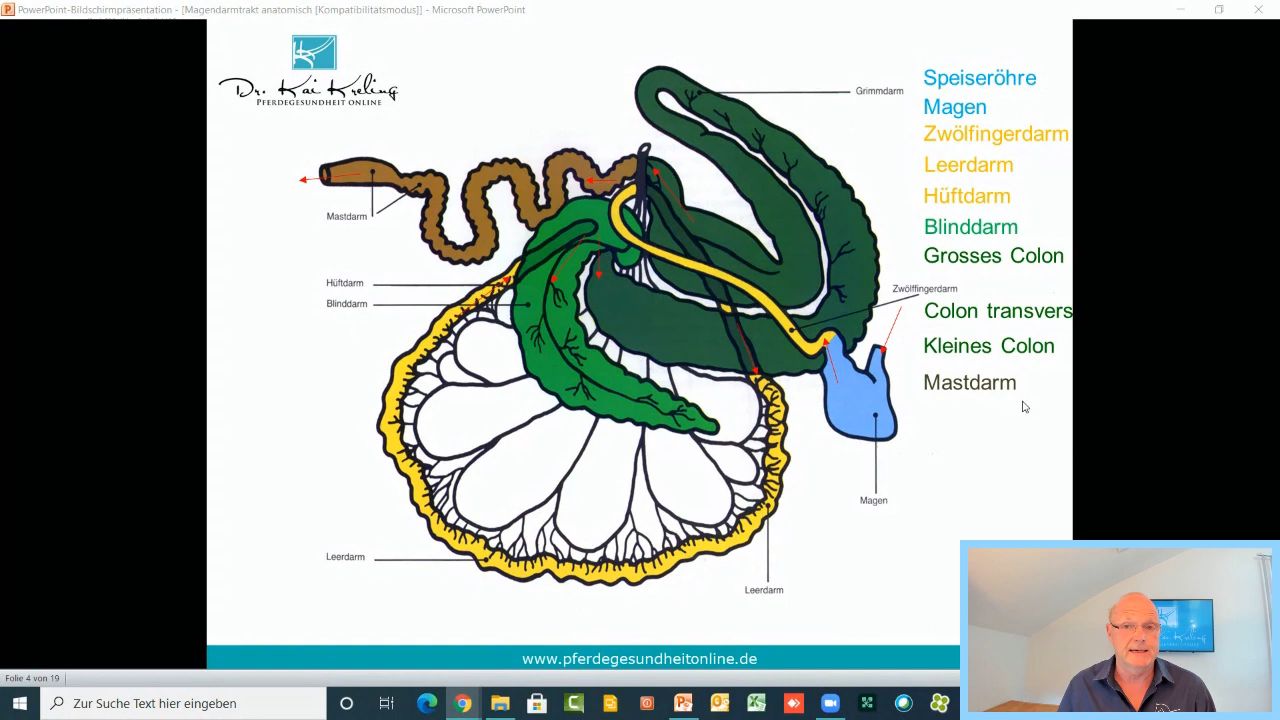 PowerPoint-Bildschirmpräsentation - [Magendarmtrakt anatomisch [Kompatibilitätsmodus]] - Microsoft PowerPoint
Dr. Kai Kreling
PFERDEGESUNDHEIT ONLINE
Grimmdarm
Mastdarm
Hüftdarm
Blinddarm
Zwölffingerdarm
Magen
Leerdarm
Leerdarm
Speiseröhre
Magen
Zwölfingerdarm
Leerdarm
Hüftdarm
Blinddarm
Grosses Colon
Colon transvers
Kleines Colon
Mastdarm
www.pferdegesundheitonline.de
Folie 4 von 19
Zur Suche Text hier eingeben